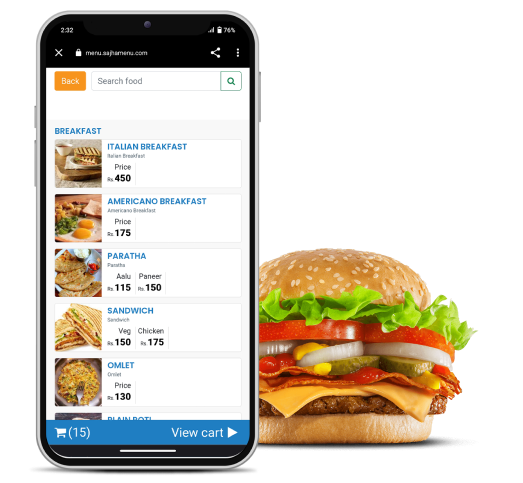 2:32 76%
menu.sajhamenu.com
Back Search food
BREAKFAST
ITALIAN BREAKFAST
Italian Breakfast
Price
Rs 450
AMERICANO BREAKFAST
Americano Breakfast
Price
Rs 175
PARATHA
Paratha
Aalu Paneer
Rs 115 Rs 150
SANDWICH
Sandwich
Veg Chicken
Rs 150 Rs 175
OMLET
Omlet
Price
Rs 130
PLAIN ROTI
(15) View cart